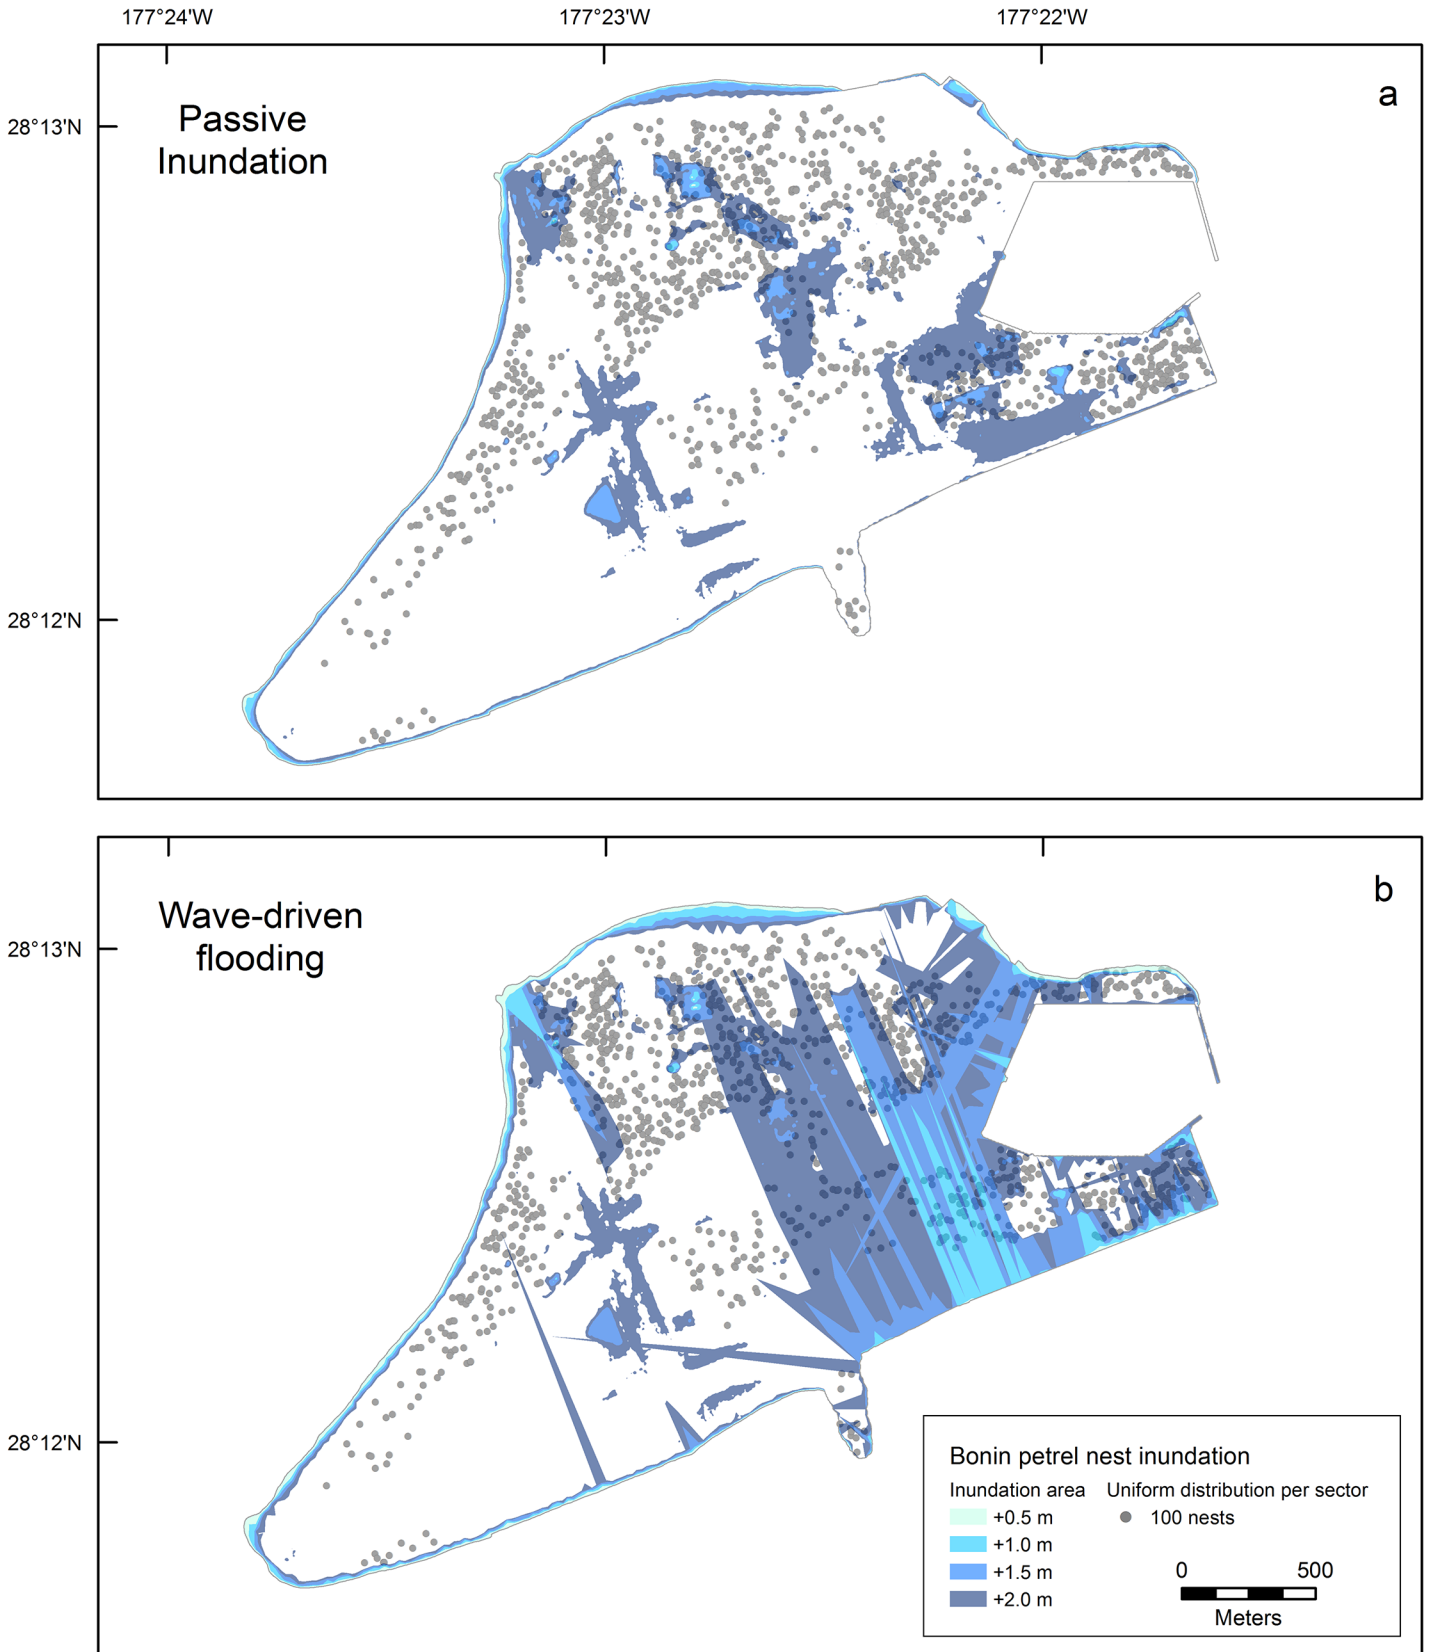 177°24'W 177°23'W 177°22'W
a
Passive
Inundation
28°13'N
28°12'N
b
Wave-driven
flooding
28°13'N
28°12'N
Bonin petrel nest inundation
Inundation area Uniform distribution per sector
+0.5 m 100 nests
+1.0 m
+1.5 m 0 500
+2.0 m
Meters